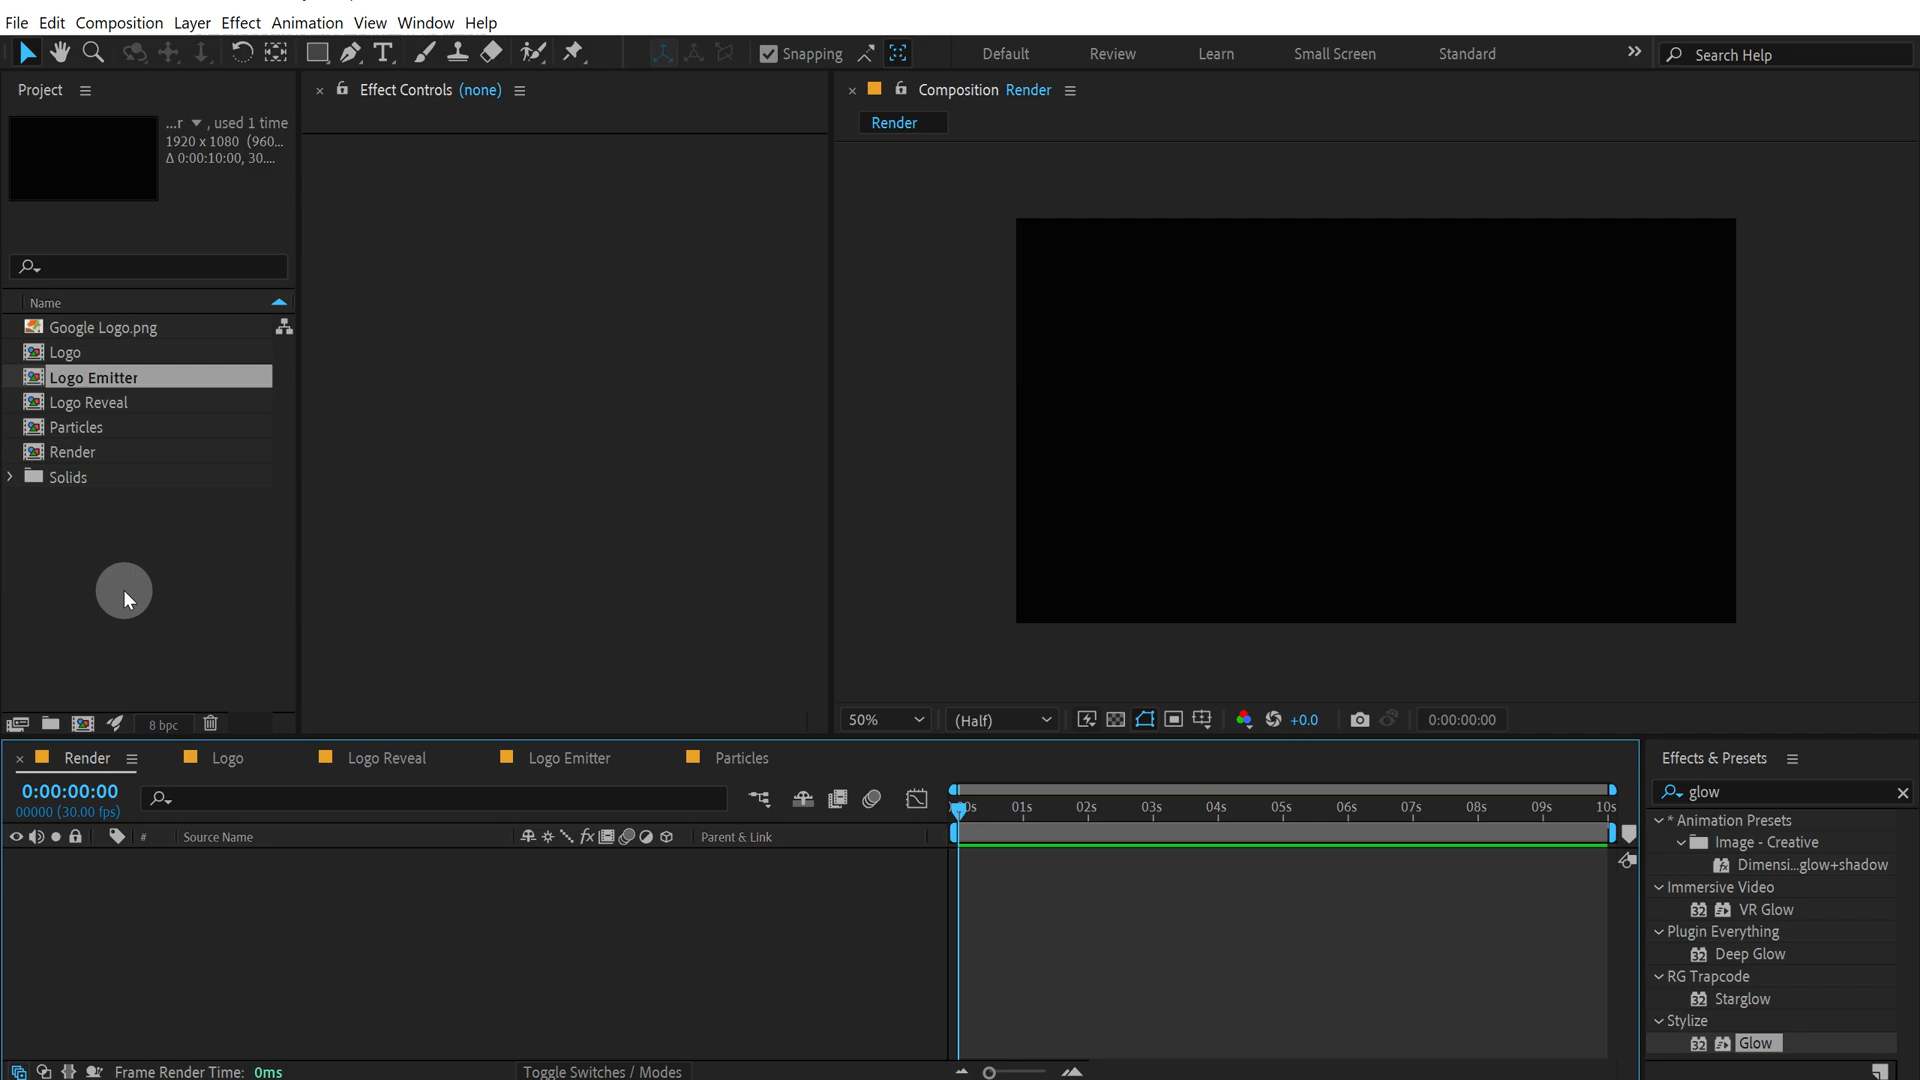 File Edit Composition Layer Effect Animation View Window Help
Snapping Default Review Learn Small Screen Standard Search Help
Project
...r , used 1 time
1920 x 1080 (960...
Δ 0:00:10:00, 30....
Name
Google Logo.png
Logo
Logo Emitter
Logo Reveal
Particles
Render
Solids
8 bpc
Effect Controls (none)
Composition Render
Render
50% (Half) +0.0 0:00:00:00
Render Logo Logo Reveal Logo Emitter Particles
0:00:00:00
00000 (30.00 fps)
# Source Name Parent & Link
01s 02s 03s 04s 05s 06s 07s 08s 09s 10s
Frame Render Time: 0ms Toggle Switches / Modes
Effects & Presets
glow
* Animation Presets
Image - Creative
Dimensi...glow+shadow
Immersive Video
VR Glow
Plugin Everything
Deep Glow
RG Trapcode
Starglow
Stylize
Glow